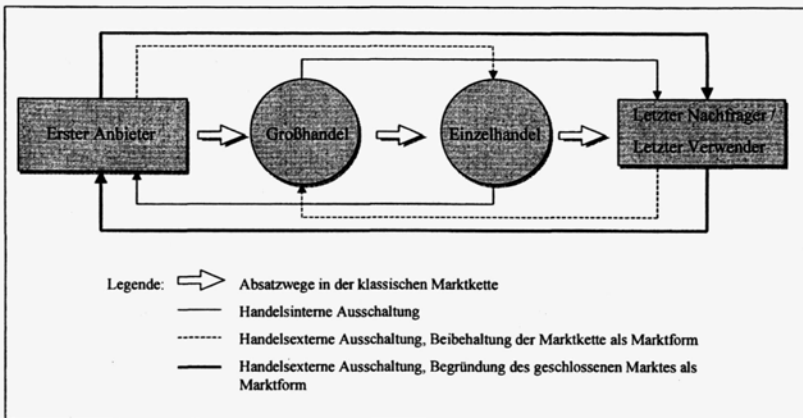 Erster Anbieter
Großhandel
Einzelhandel
Letzter Nachfrager /
Letzter Verwender
Legende:
Absatzwege in der klassischen Marktkette
Handelsinterne Ausschaltung
Handelsexterne Ausschaltung, Beibehaltung der Marktkette als Marktform
Handelsexterne Ausschaltung, Begründung des geschlossenen Marktes als
Marktform